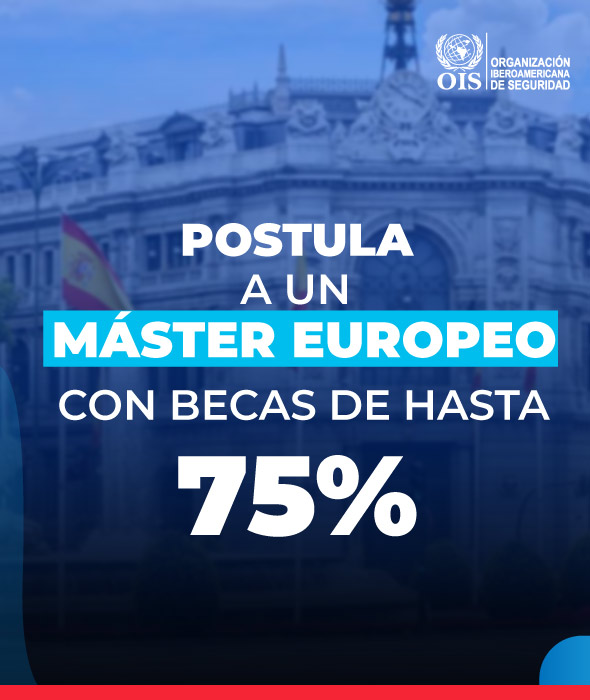 OIS
ORGANIZACIÓN
IBEROAMERICANA
DE SEGURIDAD
POSTULA
A UN
MÁSTER EUROPEO
CON BECAS DE HASTA
75%